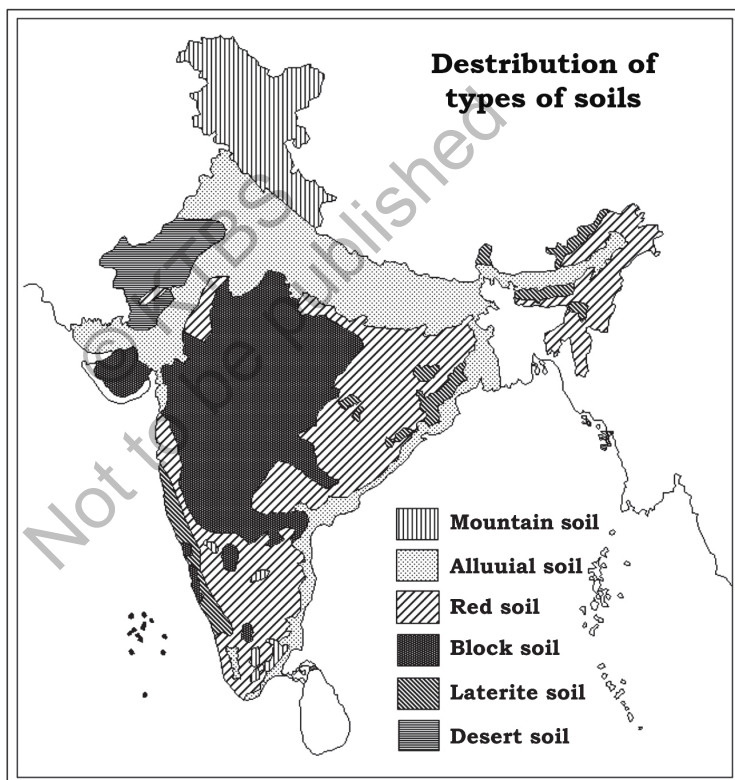 Destribution of
types of soils
© KTBS
Not to be published
Mountain soil
Alluuial soil
Red soil
Block soil
Laterite soil
Desert soil